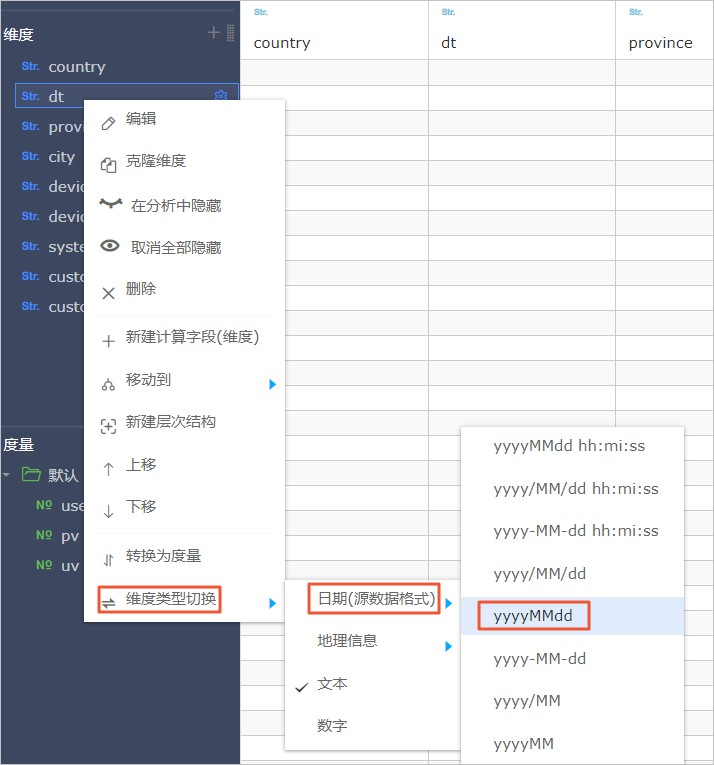 维度
Str. country
Str. dt
Str. provi
Str. city
Str. devic
Str. devic
Str. syste
Str. custo
Str. custo
度量
默认
Nº use
Nº pv
Nº uv
Str. Str. Str.
country dt province
编辑
克隆维度
在分析中隐藏
取消全部隐藏
删除
新建计算字段(维度)
移动到
新建层次结构
上移
下移
转换为度量
维度类型切换
日期(源数据格式)
地理信息
文本
数字
yyyyMMdd hh:mi:ss
yyyy/MM/dd hh:mi:ss
yyyy-MM-dd hh:mi:ss
yyyy/MM/dd
yyyyMMdd
yyyy-MM-dd
yyyy/MM
yyyyMM